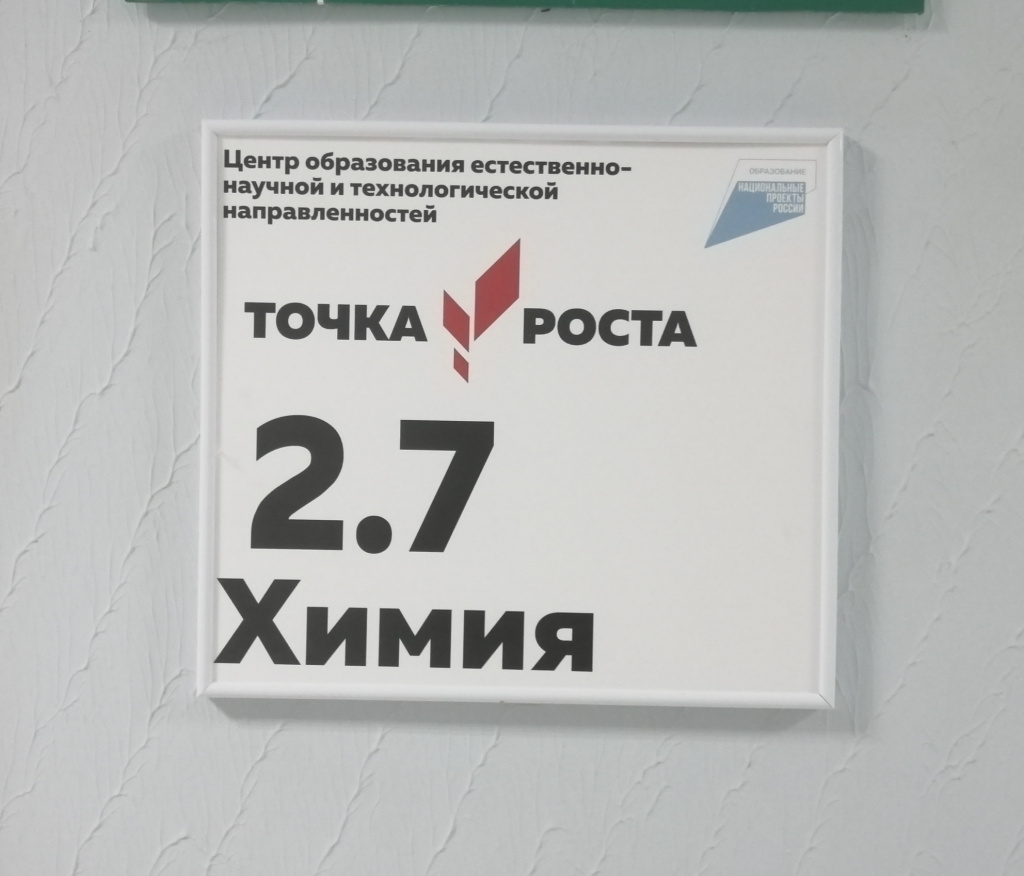 Центр образования естественно-
научной и технологической
направленностей
ОБРАЗОВАНИЕ
НАЦИОНАЛЬНЫЕ
ПРОЕКТЫ
РОССИИ
ТОЧКА РОСТА
2.7
Химия